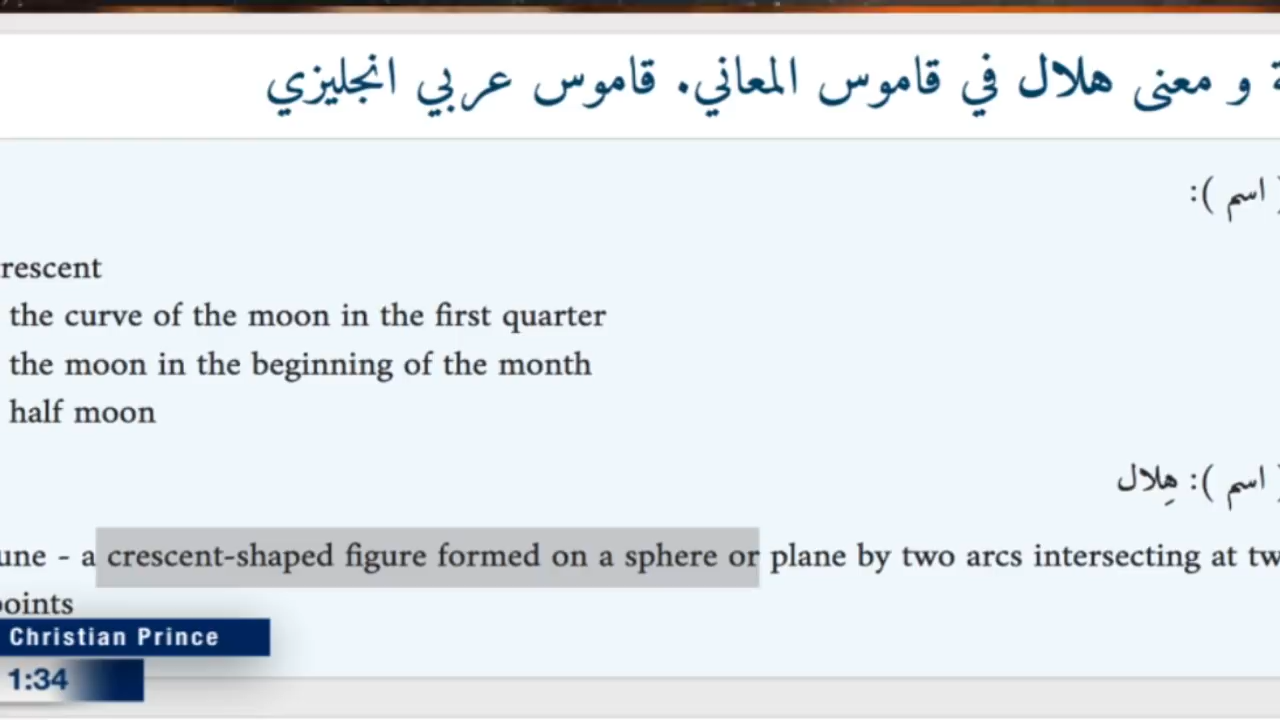 و معنى هلال في قاموس المعاني. قاموس عربي انجليزي
( اسم ):
rescent
the curve of the moon in the first quarter
the moon in the beginning of the month
half moon
( اسم ): هِلال
une - a crescent-shaped figure formed on a sphere or plane by two arcs intersecting at tw
points
Christian Prince
1:34